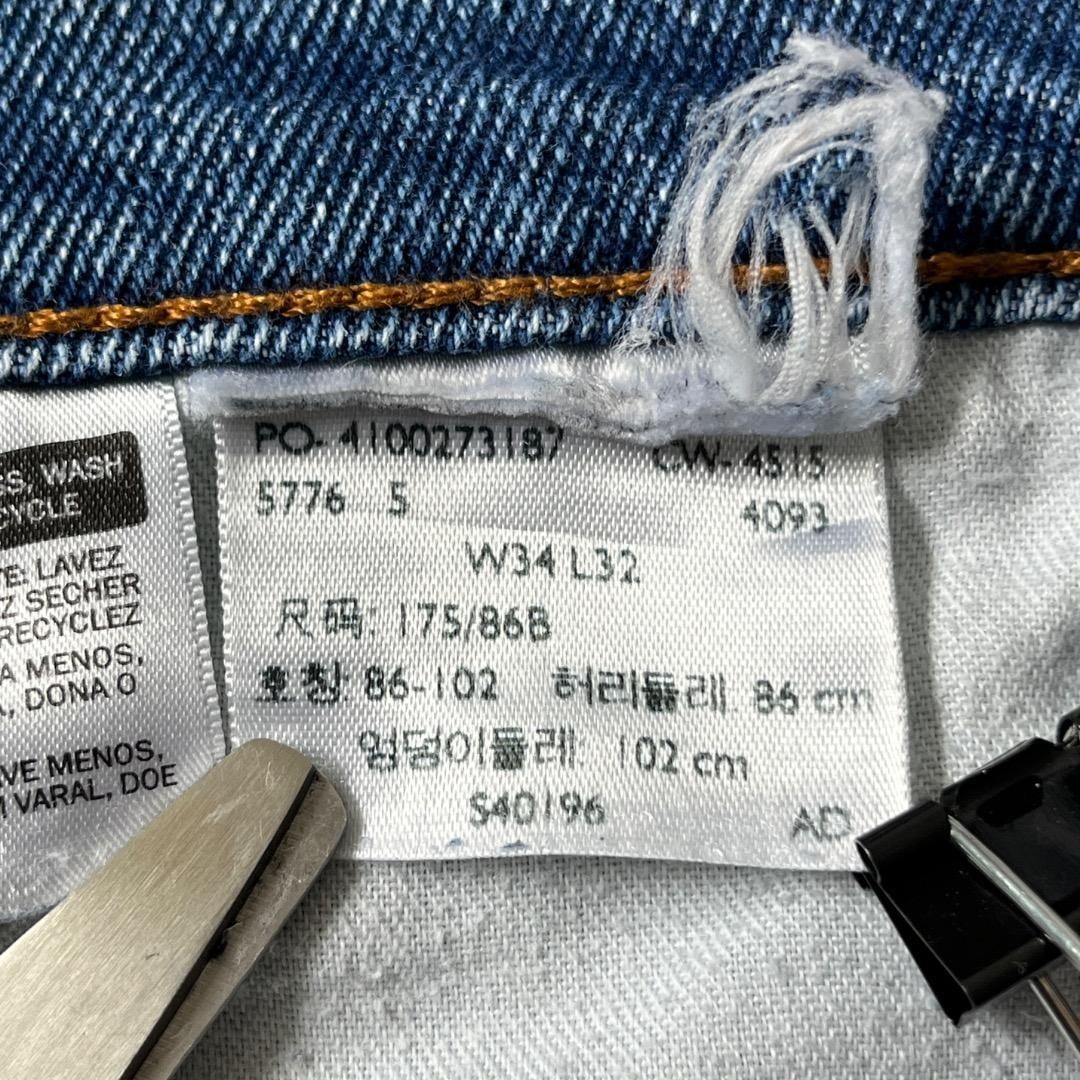 SS, WASH
CYCLE
TE: LAVEZ
Z SECHER
RECYCLEZ
A MENOS,
, DONA O
VE MENOS,
VARAL, DOE
PO- 4100273187 CW- 4515
5776 5 4093
W34 L32
尺码: 175/86B
호칭 86-102 허리둘레 86 cm
엉덩이둘레 102 cm
S40196 AD